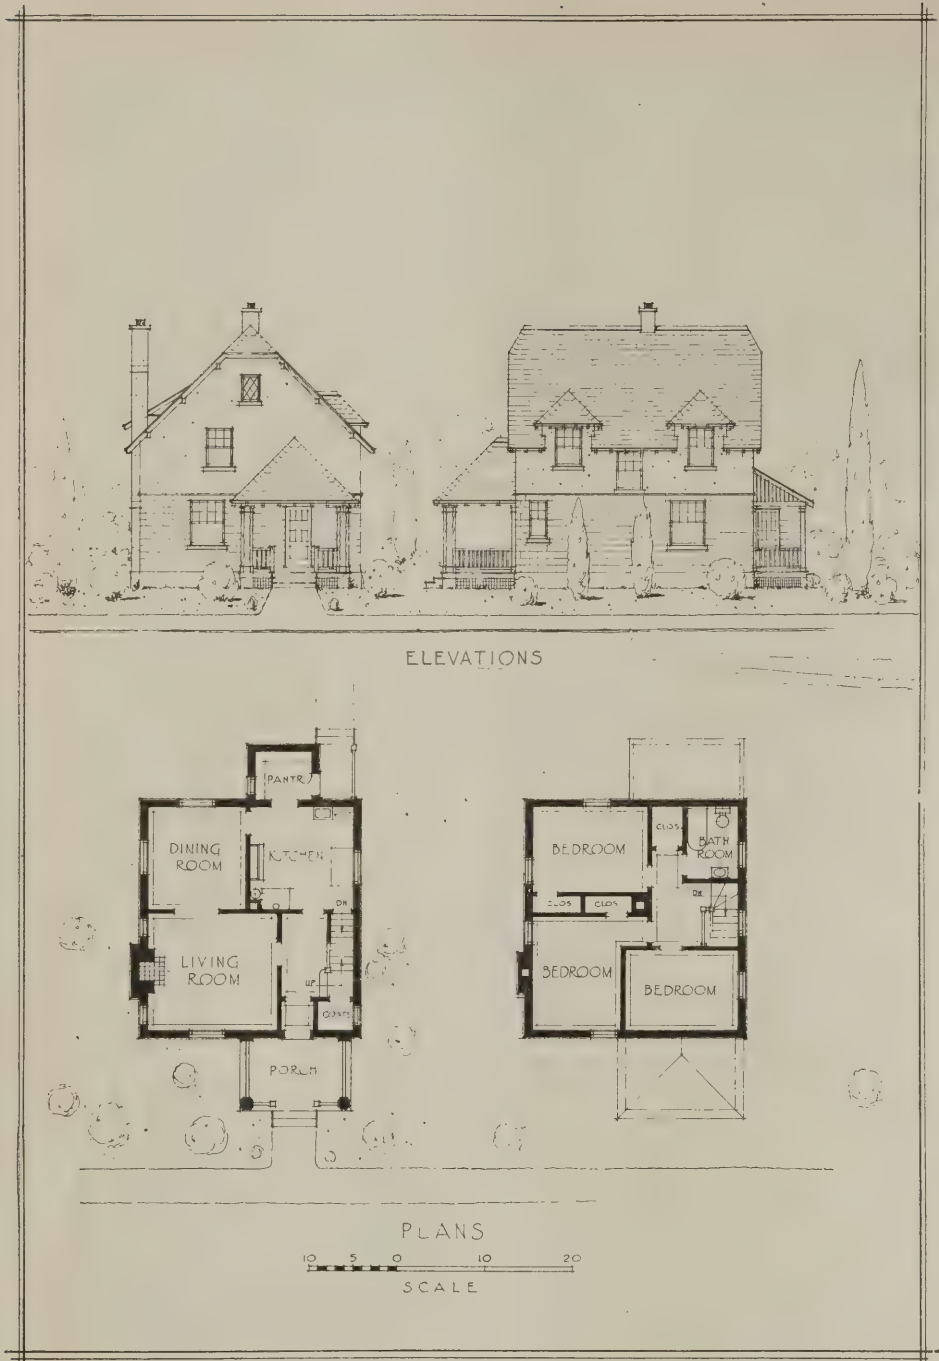 ELEVATIONS
PANTRY
DINING
ROOM
KITCHEN
DN
LIVING
ROOM
UP
CLOSET
PORCH
BEDROOM
CLOS.
BATH
ROOM
CLOS
CLOS
DN
BEDROOM
BEDROOM
PLANS
10 5 0 10 20
SCALE